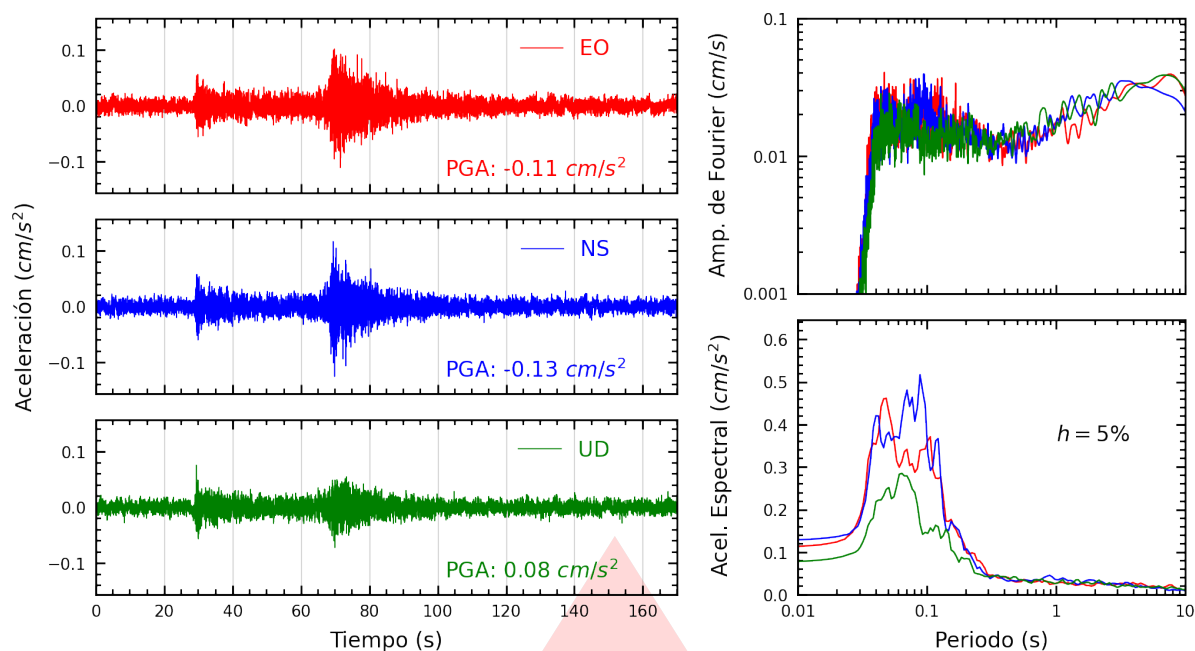 Aceleración (cm/s²)
0.1
0.0
−0.1
EO
PGA: -0.11 cm/s²
0.1
0.0
−0.1
NS
PGA: -0.13 cm/s²
0.1
0.0
−0.1
UD
PGA: 0.08 cm/s²
0 20 40 60 80 100 120 140 160
Tiempo (s)
Amp. de Fourier (cm/s)
0.1
0.01
0.001
Acel. Espectral (cm/s²)
0.6
0.5
0.4
0.3
0.2
0.1
0.0
h = 5%
0.01 0.1 1 10
Periodo (s)